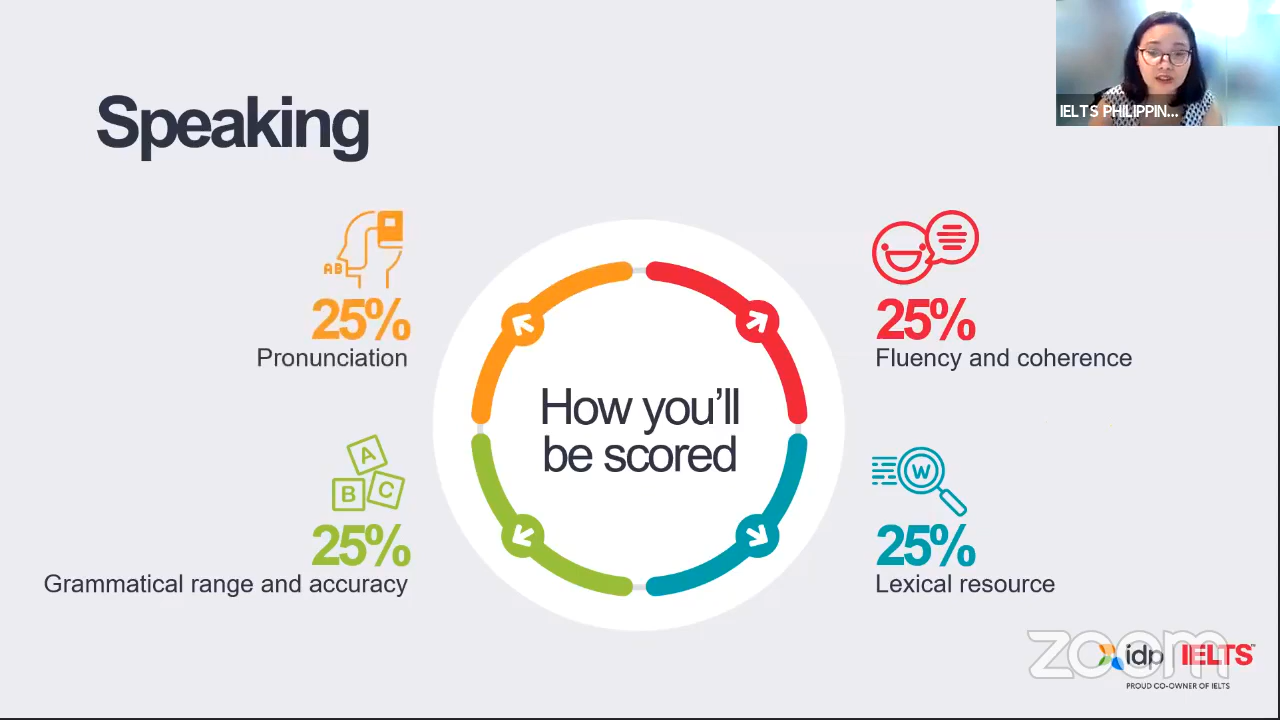 IELTS PHILIPPIN...
Speaking
AB
25%
Pronunciation
25%
Fluency and coherence
How you'll
be scored
A
B
C
25%
Grammatical range and accuracy
W
25%
Lexical resource
zoom
idp
IELTS™
PROUD CO-OWNER OF IELTS